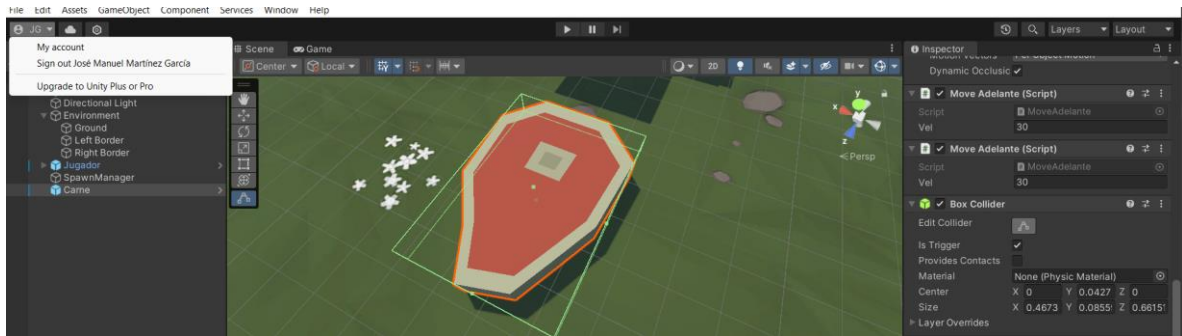 File Edit Assets GameObject Component Services Window Help
JG Layers Layout
My account
Sign out José Manuel Martínez García
Upgrade to Unity Plus or Pro
Directional Light
Environment
Ground
Left Border
Right Border
Jugador
SpawnManager
Carne
Scene Game
Center Local 2D
x y z
Persp
Inspector
Dynamic Occlusic
# Move Adelante (Script)
Script # MoveAdelante
Vel 30
# Move Adelante (Script)
Script # MoveAdelante
Vel 30
Box Collider
Edit Collider
Is Trigger
Provides Contacts
Material None (Physic Material)
Center X 0 Y 0.0427 Z 0
Size X 0.4673 Y 0.0855 Z 0.66151
Layer Overrides